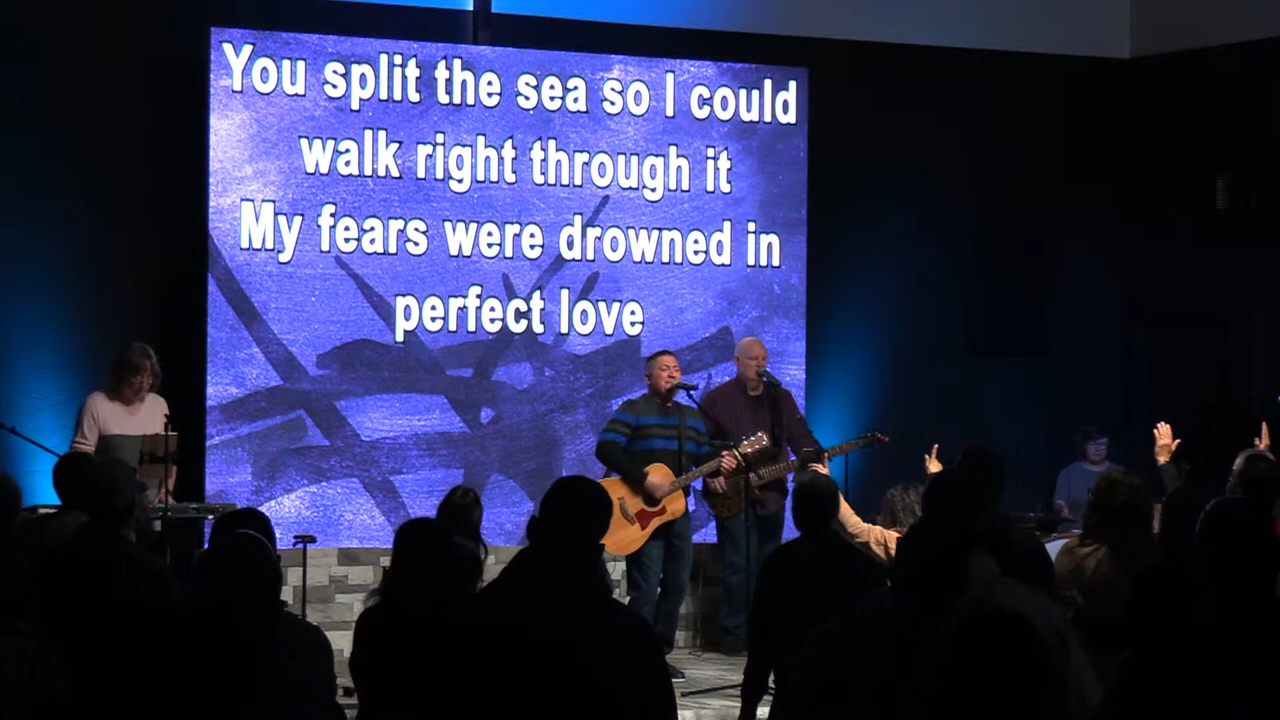 You split the sea so I could
walk right through it
My fears were drowned in
perfect love